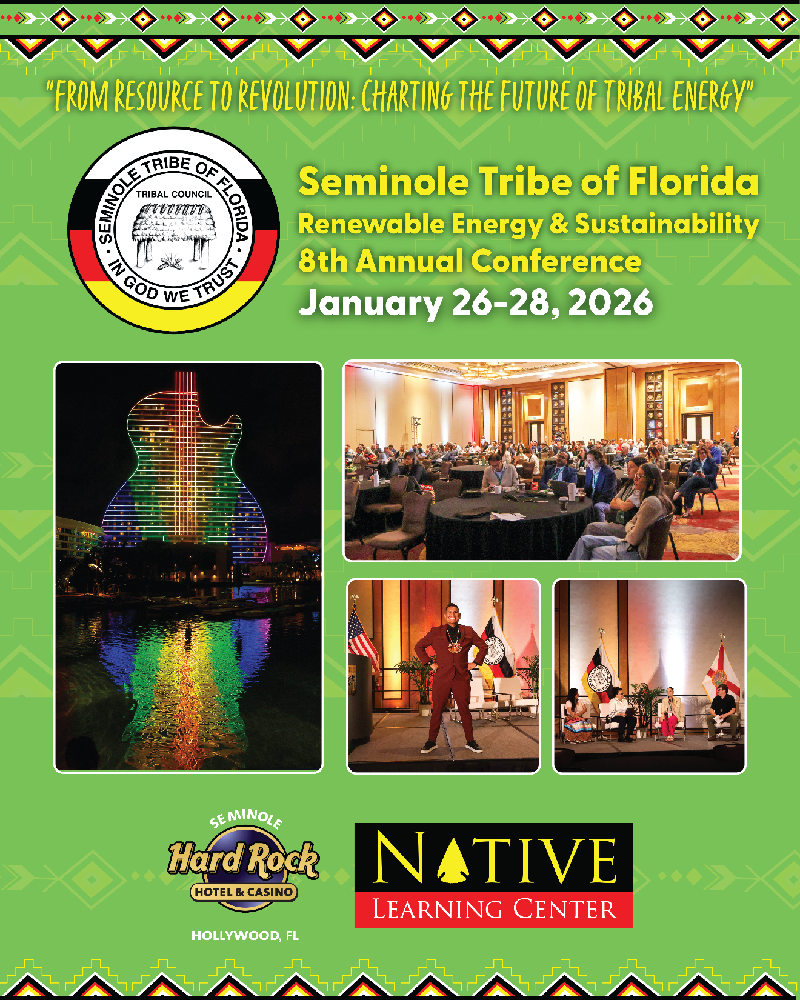 "FROM RESOURCE TO REVOLUTION: CHARTING THE FUTURE OF TRIBAL ENERGY"
SEMINOLE TRIBE OF FLORIDA
TRIBAL COUNCIL
· IN GOD WE TRUST ·
Seminole Tribe of Florida
Renewable Energy & Sustainability
8th Annual Conference
January 26-28, 2026
SEMINOLE
Hard Rock
HOTEL & CASINO
HOLLYWOOD, FL
NATIVE
LEARNING CENTER